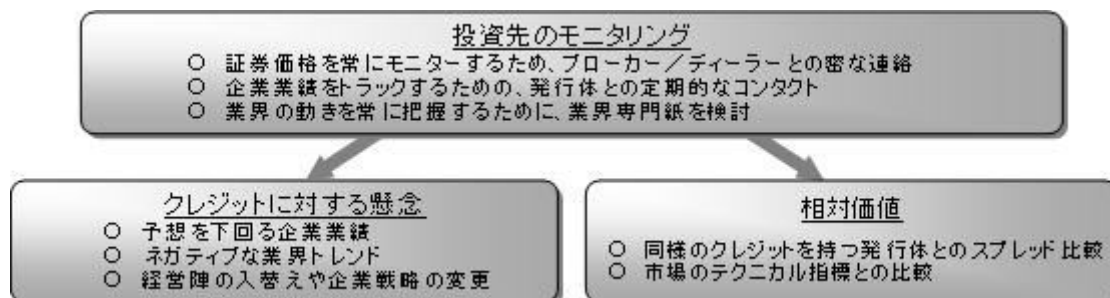 投資先のモニタリング
○ 証券価格を常にモニターするため、ブローカー/ディーラーとの密な連絡
○ 企業業績をトラックするための、発行体との定期的なコンタクト
○ 業界の動きを常に把握するために、業界専門紙を検討
クレジットに対する懸念
○ 予想を下回る企業業績
○ ネガティブな業界トレンド
○ 経営陣の入替えや企業戦略の変更
相対価値
○ 同様のクレジットを持つ発行体とのスプレッド比較
○ 市場のテクニカル指標との比較